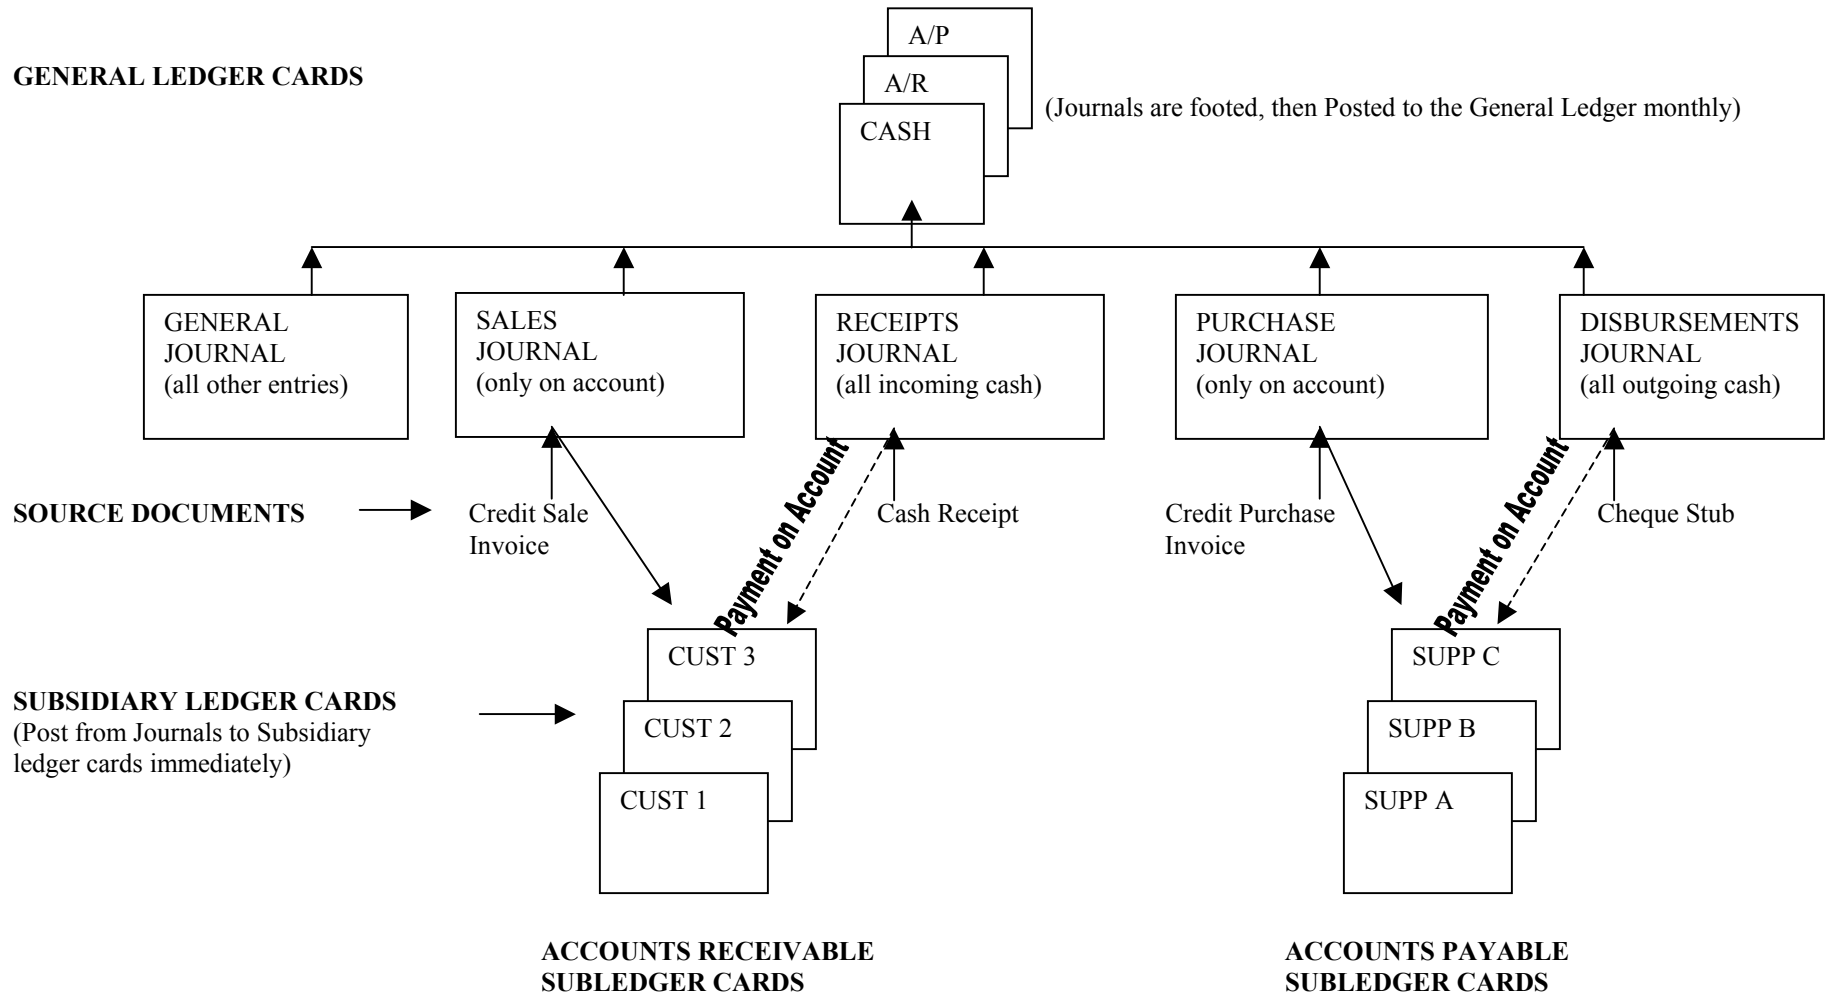 A/P
GENERAL LEDGER CARDS
A/R
(Journals are footed, then Posted to the General Ledger monthly)
CASH
GENERAL
JOURNAL
(all other entries)
SALES
JOURNAL
(only on account)
RECEIPTS
JOURNAL
(all incoming cash)
PURCHASE
JOURNAL
(only on account)
DISBURSEMENTS
JOURNAL
(all outgoing cash)
Payment on Account
Payment on Account
SOURCE DOCUMENTS
Credit Sale
Invoice
Cash Receipt
Credit Purchase
Invoice
Cheque Stub
SUBSIDIARY LEDGER CARDS
(Post from Journals to Subsidiary
ledger cards immediately)
CUST 3
CUST 2
CUST 1
SUPP C
SUPP B
SUPP A
ACCOUNTS RECEIVABLE
SUBLEDGER CARDS
ACCOUNTS PAYABLE
SUBLEDGER CARDS